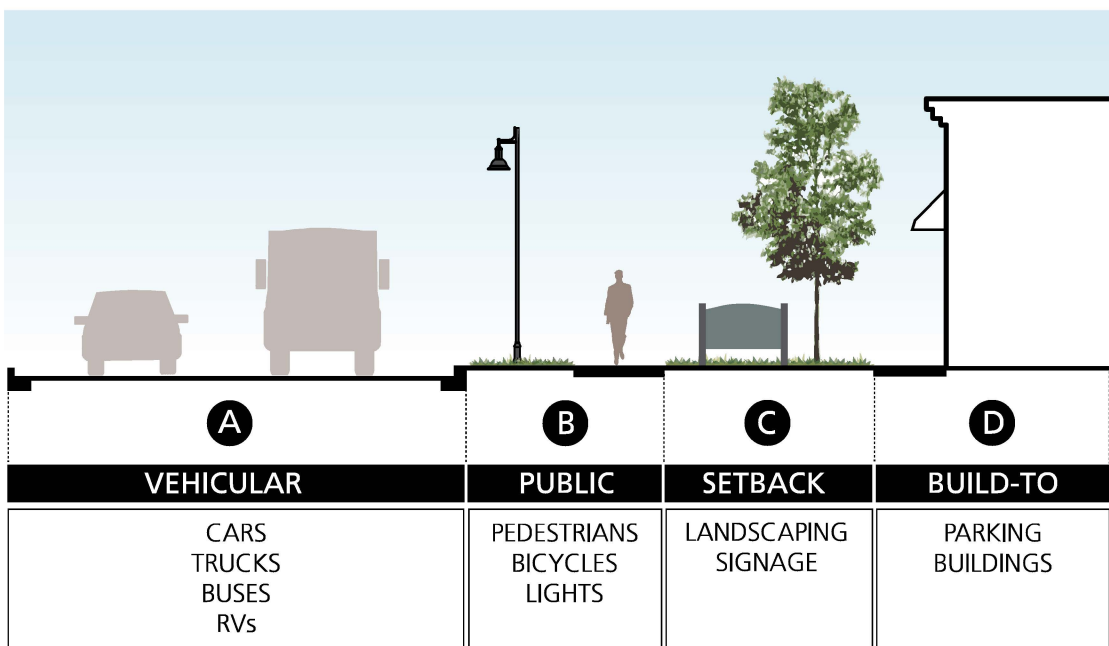 A
B
C
D
VEHICULAR
PUBLIC
SETBACK
BUILD-TO
CARS
TRUCKS
BUSES
RVs
PEDESTRIANS
BICYCLES
LIGHTS
LANDSCAPING
SIGNAGE
PARKING
BUILDINGS